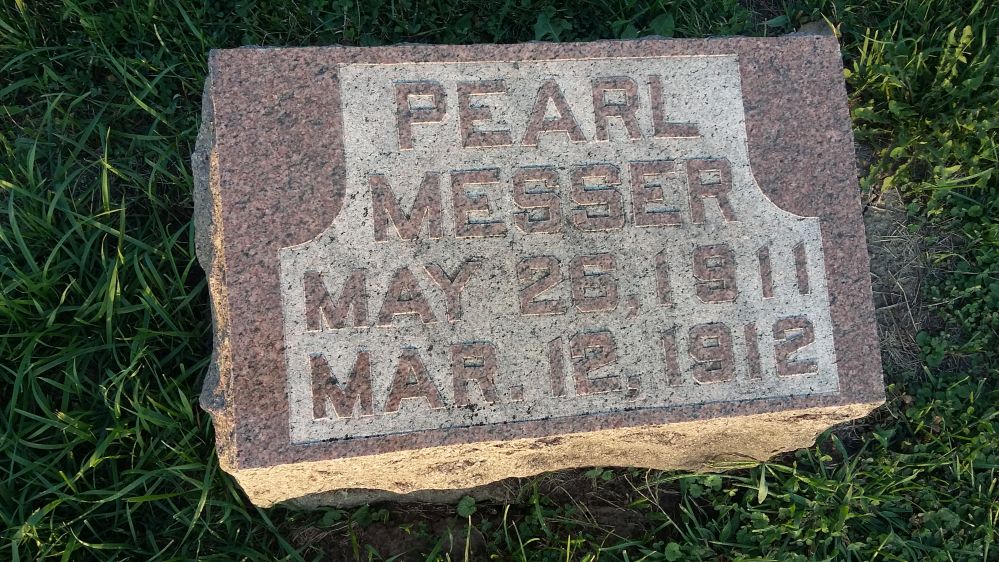 PEARL
MESSER
MAY 26, 1911
MAR. 12, 1912